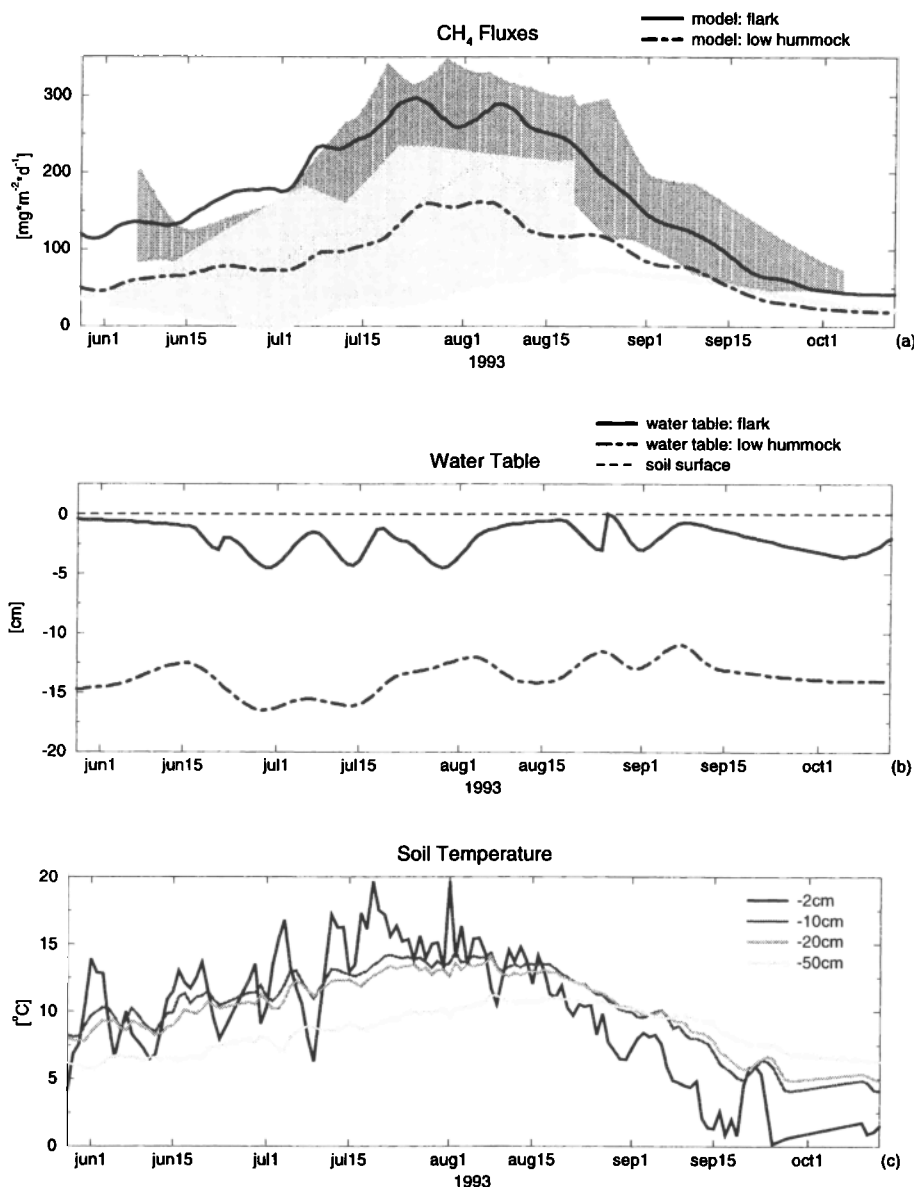 CH₄ Fluxes
model: flark
model: low hummock
[mg*m⁻²*d⁻¹]
300
200
100
0
jun1 jun15 jul1 jul15 aug1 aug15 sep1 sep15 oct1 (a)
1993
water table: flark
water table: low hummock
soil surface
Water Table
[cm]
0
-5
-10
-15
-20
jun1 jun15 jul1 jul15 aug1 aug15 sep1 sep15 oct1 (b)
1993
Soil Temperature
[°C]
20
15
10
5
0
-2cm
-10cm
-20cm
-50cm
jun1 jun15 jul1 jul15 aug1 aug15 sep1 sep15 oct1 (c)
1993